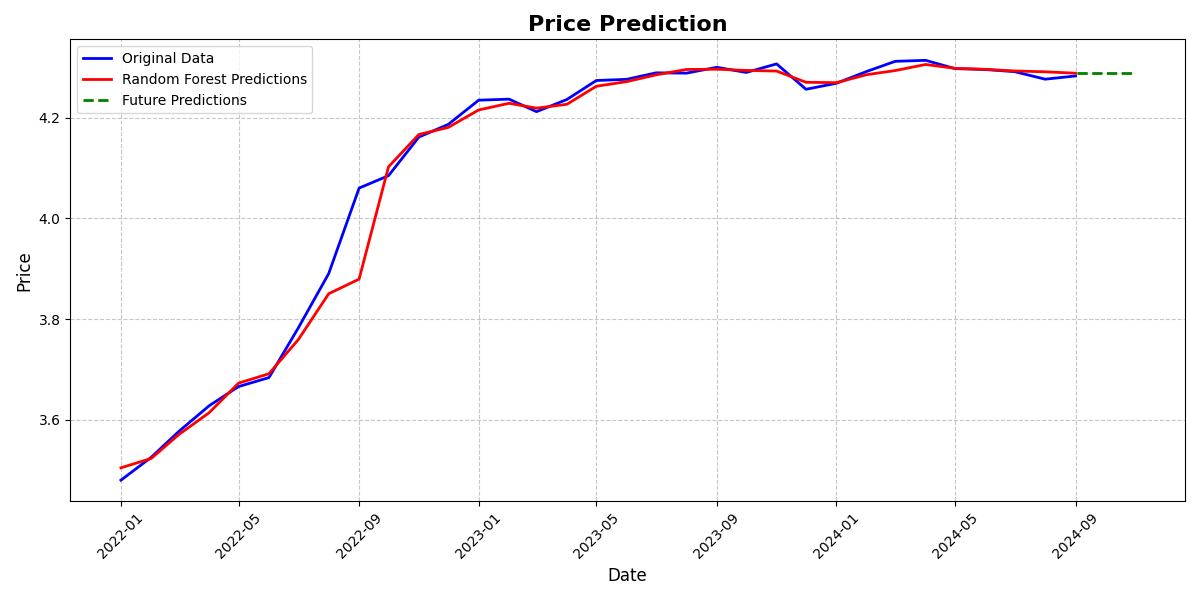 Price Prediction
Original Data
Random Forest Predictions
Future Predictions
4.2
4.0
3.8
3.6
Price
2022-01
2022-05
2022-09
2023-01
2023-05
2023-09
2024-01
2024-05
2024-09
Date